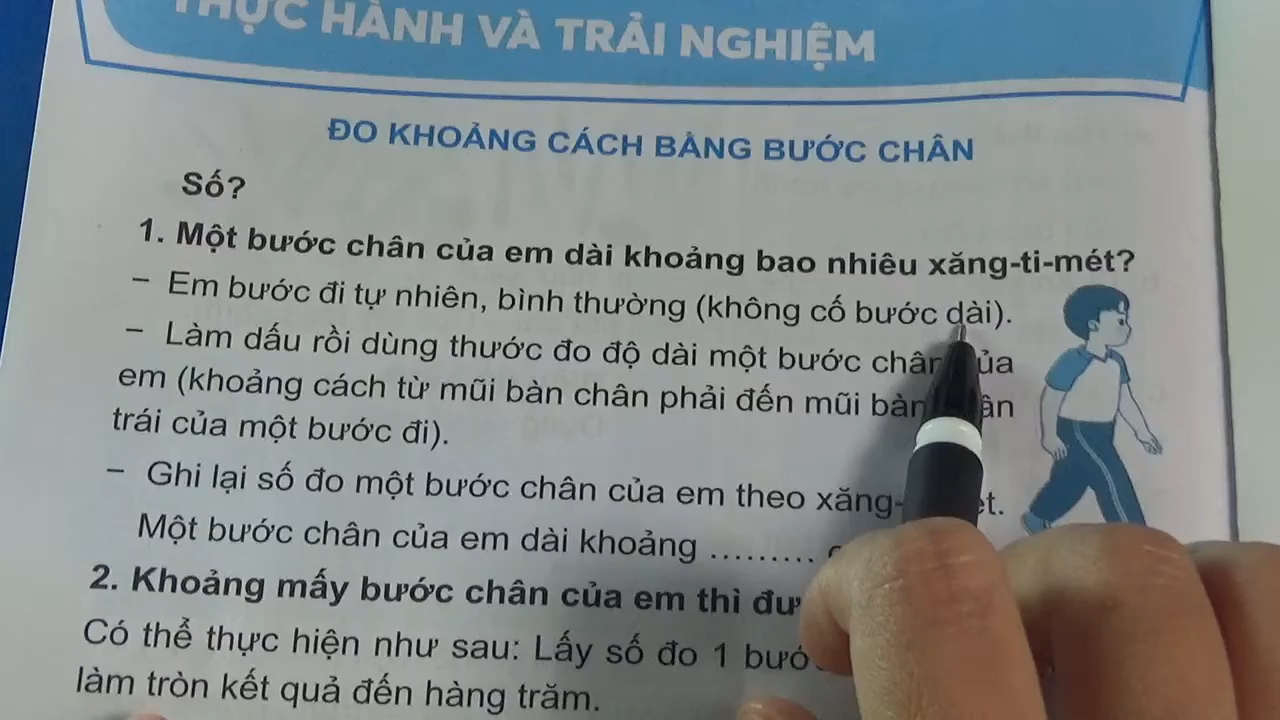 THỰC HÀNH VÀ TRẢI NGHIỆM
ĐO KHOẢNG CÁCH BẰNG BƯỚC CHÂN
Số?
1. Một bước chân của em dài khoảng bao nhiêu xăng-ti-mét?
– Em bước đi tự nhiên, bình thường (không cố bước dài).
– Làm dấu rồi dùng thước đo độ dài một bước chân của
em (khoảng cách từ mũi bàn chân phải đến mũi bàn chân
trái của một bước đi).
– Ghi lại số đo một bước chân của em theo xăng-
Một bước chân của em dài khoảng .........
2. Khoảng mấy bước chân của em thì
Có thể thực hiện như sau: Lấy số đo 1
làm tròn kết quả đến hàng trăm.